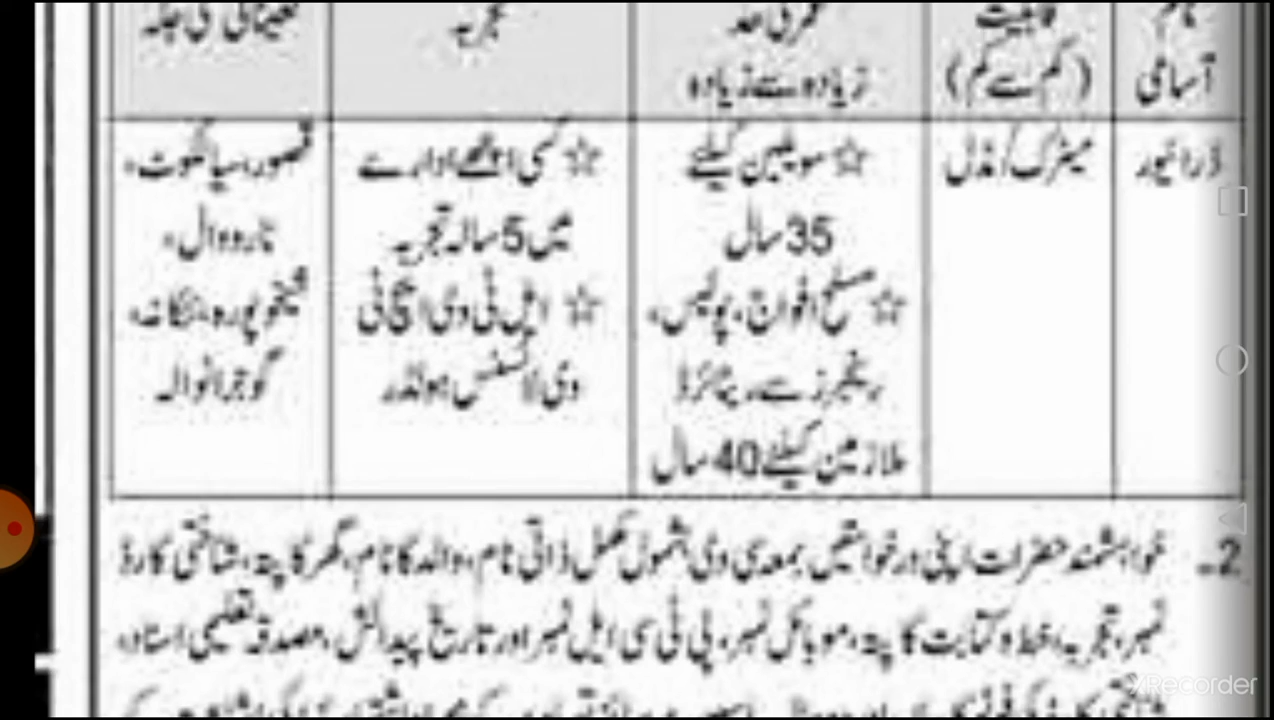 نام آسامی
قابلیت (کم سے کم)
عمر کی حد زیادہ سے زیادہ
تجربہ
تعیناتی کی جگہ
ڈرائیور
میٹرک/مڈل
☆ سویلین کیلئے
35 سال
☆ مسلح افواج، پولیس،
رینجرز سے ریٹائرڈ
ملازمین کیلئے 40 سال
☆ کسی اچھے ادارے
میں 5 سالہ تجربہ
☆ ایل ٹی وی/ایچ ٹی
وی لائسنس ہولڈر
قصور، سیالکوٹ،
نارووال،
شیخوپورہ، ننکانہ،
گوجرانوالہ
2۔ خواہشمند حضرات اپنی درخواستیں بمعہ سی وی بشمول مکمل ذاتی نام، والد کا نام، گھر کا پتہ، شناختی کارڈ
نمبر، تجربہ، خط و کتابت کا پتہ، موبائل نمبر، پی ٹی سی ایل نمبر اور تاریخ پیدائش، مصدقہ تعلیمی اسناد،
XRecorder